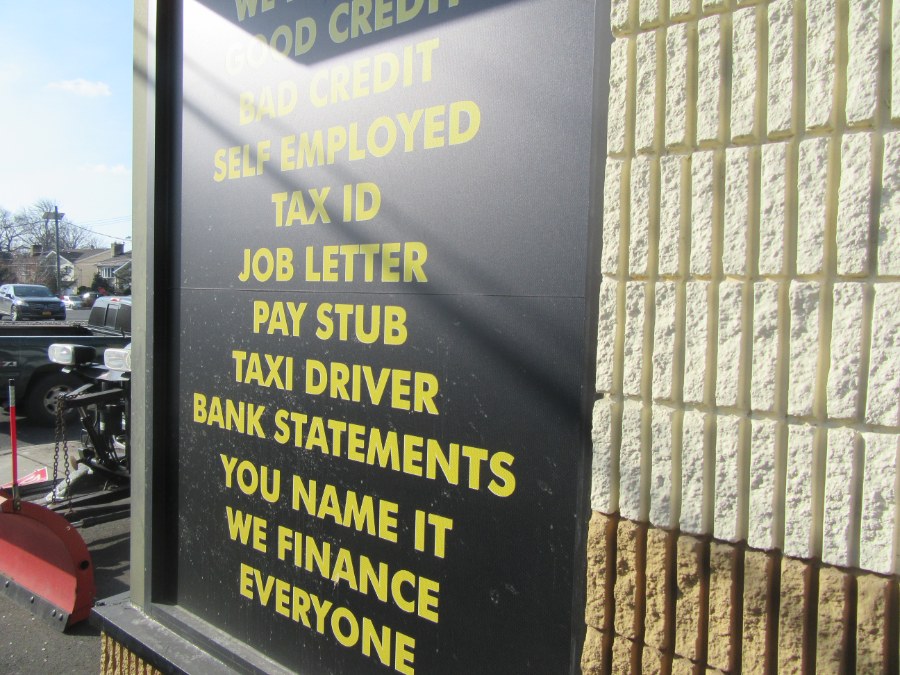 WE
GOOD CREDIT
BAD CREDIT
SELF EMPLOYED
TAX ID
JOB LETTER
PAY STUB
TAXI DRIVER
BANK STATEMENTS
YOU NAME IT
WE FINANCE
EVERYONE